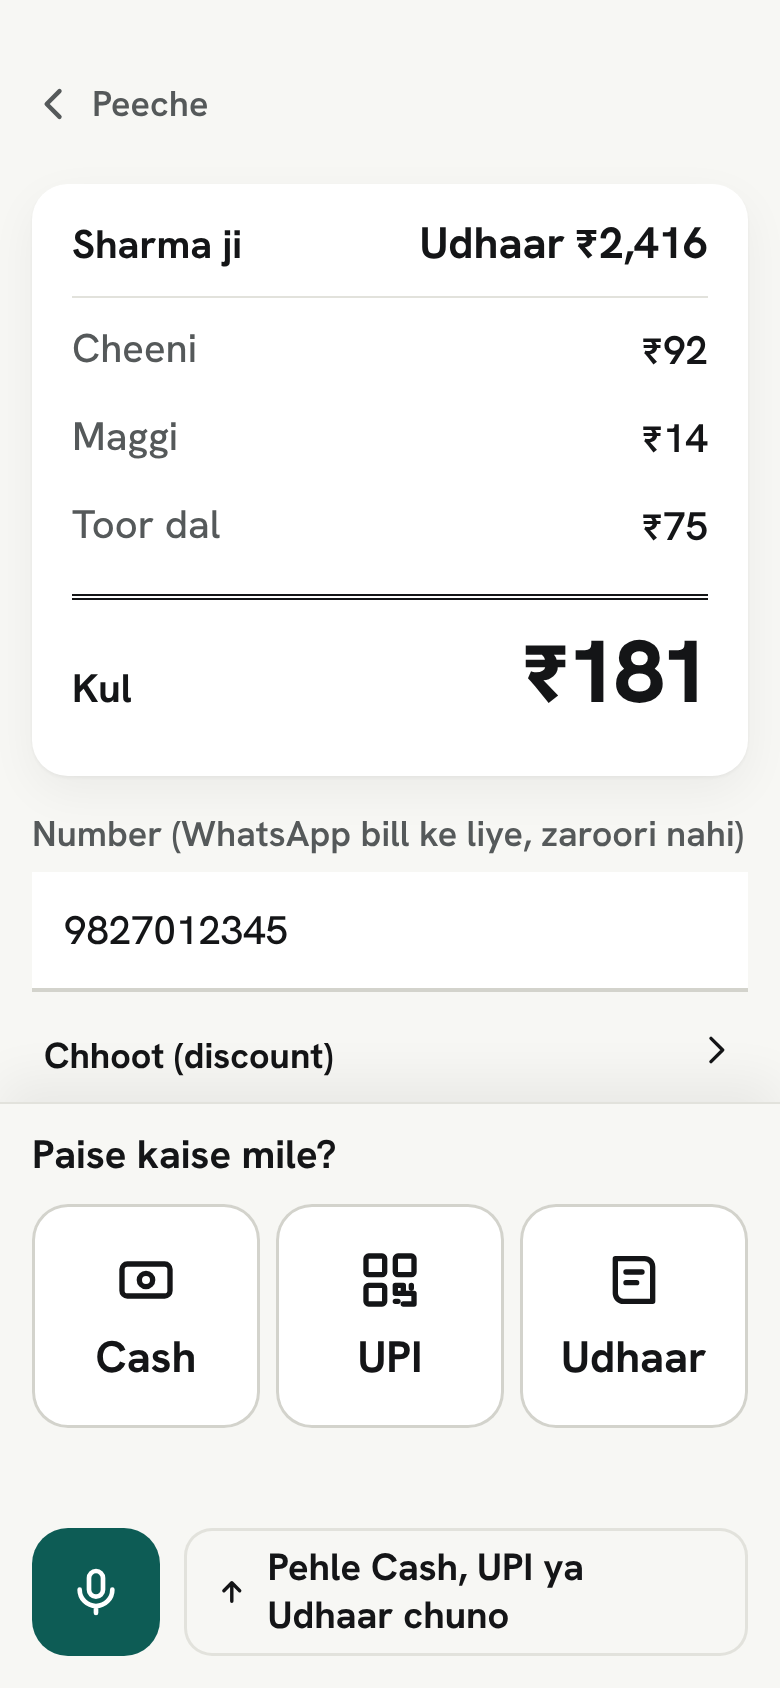 Peeche
Sharma ji Udhaar ₹2,416
Cheeni ₹92
Maggi ₹14
Toor dal ₹75
Kul ₹181
Number (WhatsApp bill ke liye, zaroori nahi)
9827012345
Chhoot (discount)
Paise kaise mile?
Cash UPI Udhaar
Pehle Cash, UPI ya
Udhaar chuno